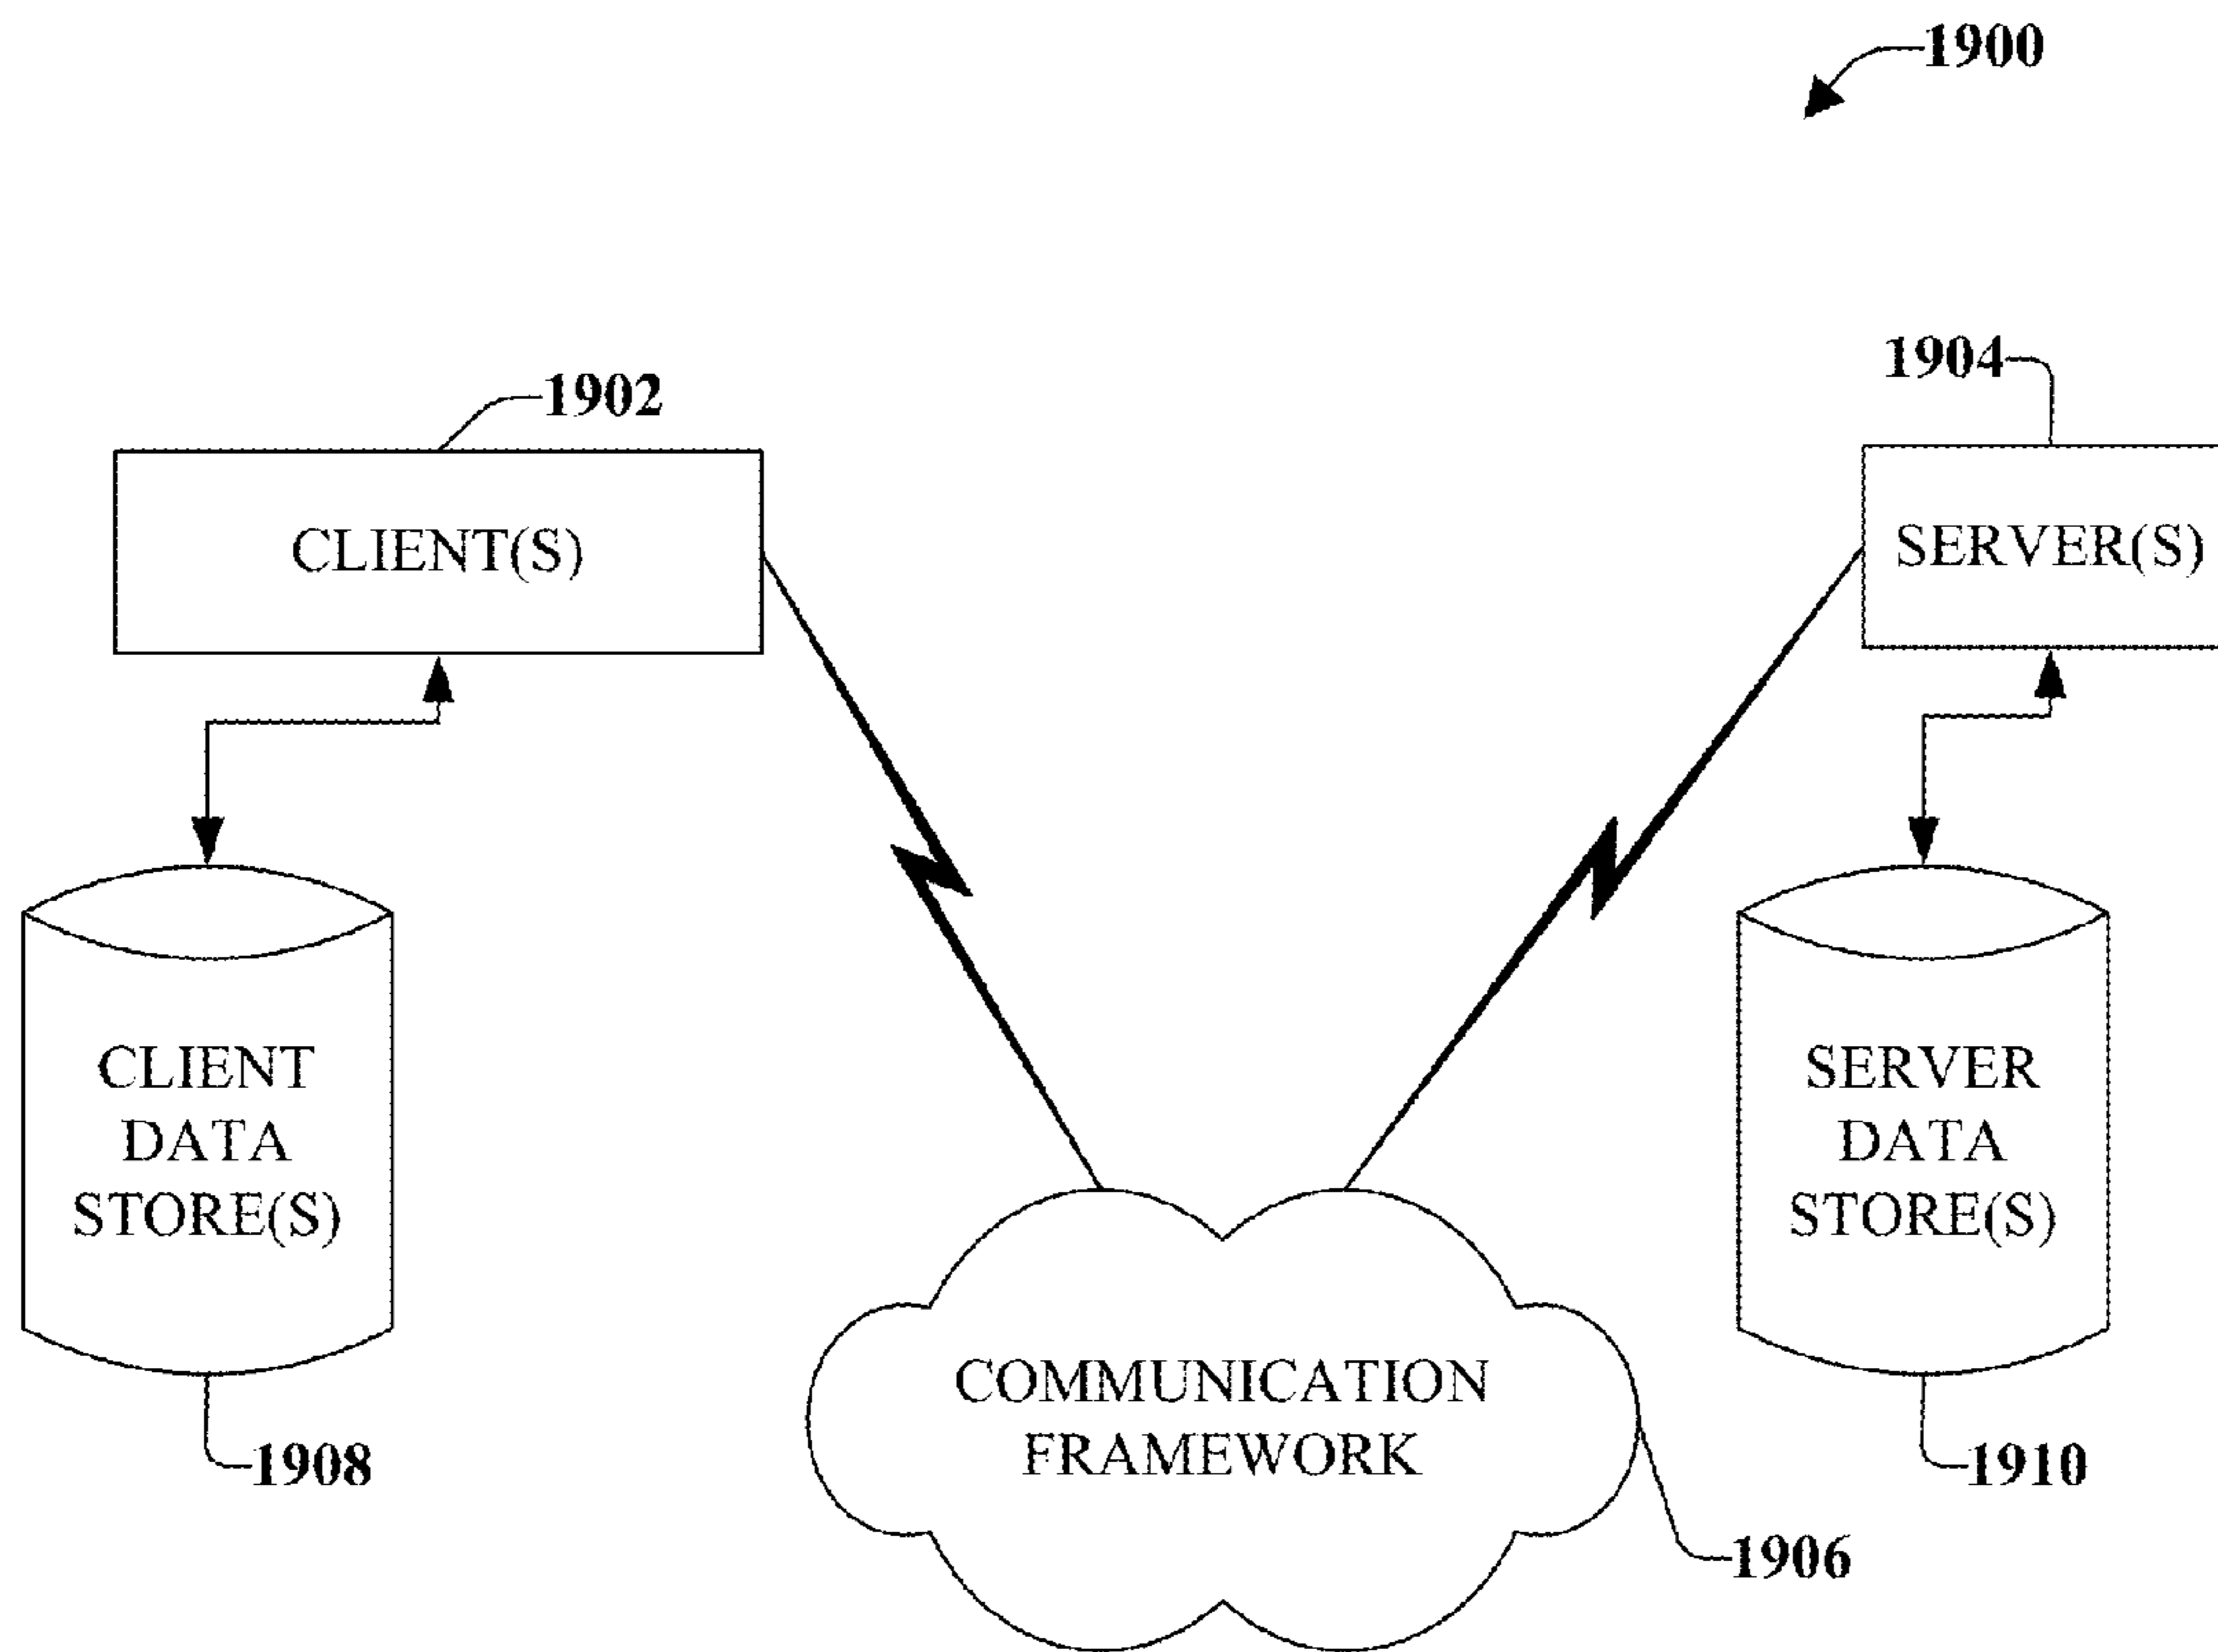 1900
1902
1904
CLIENT(S)
SERVER(S)
CLIENT
DATA
STORE(S)
SERVER
DATA
STORE(S)
COMMUNICATION
FRAMEWORK
1908
1910
1906